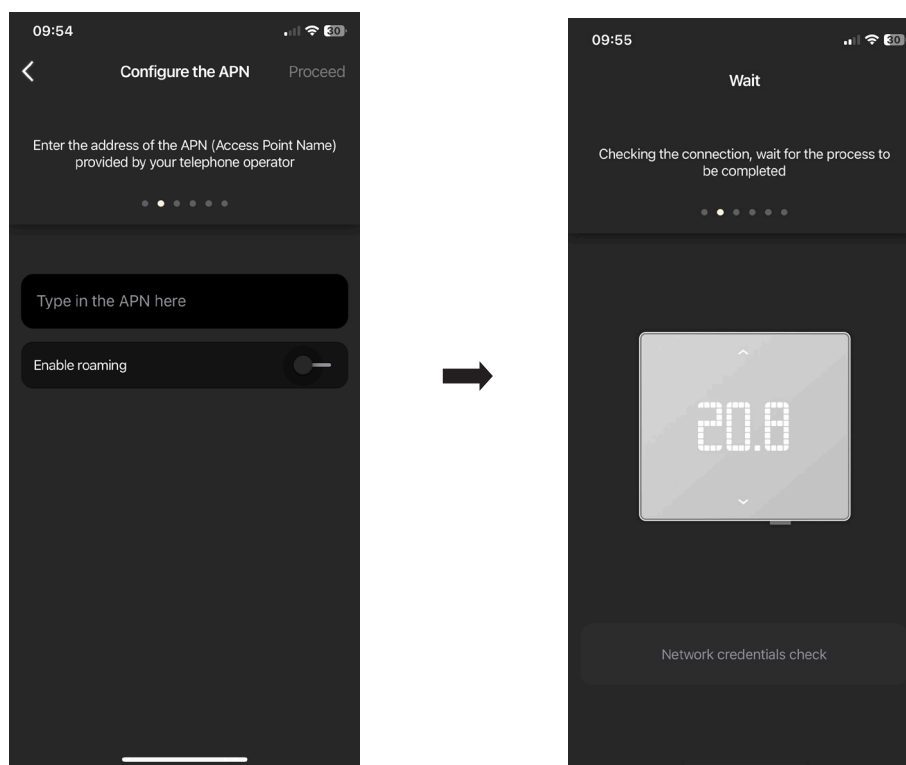 09:54
30
Configure the APN
Proceed
Enter the address of the APN (Access Point Name)
provided by your telephone operator
Type in the APN here
Enable roaming
09:55
30
Wait
Checking the connection, wait for the process to
be completed
20.8
Network credentials check